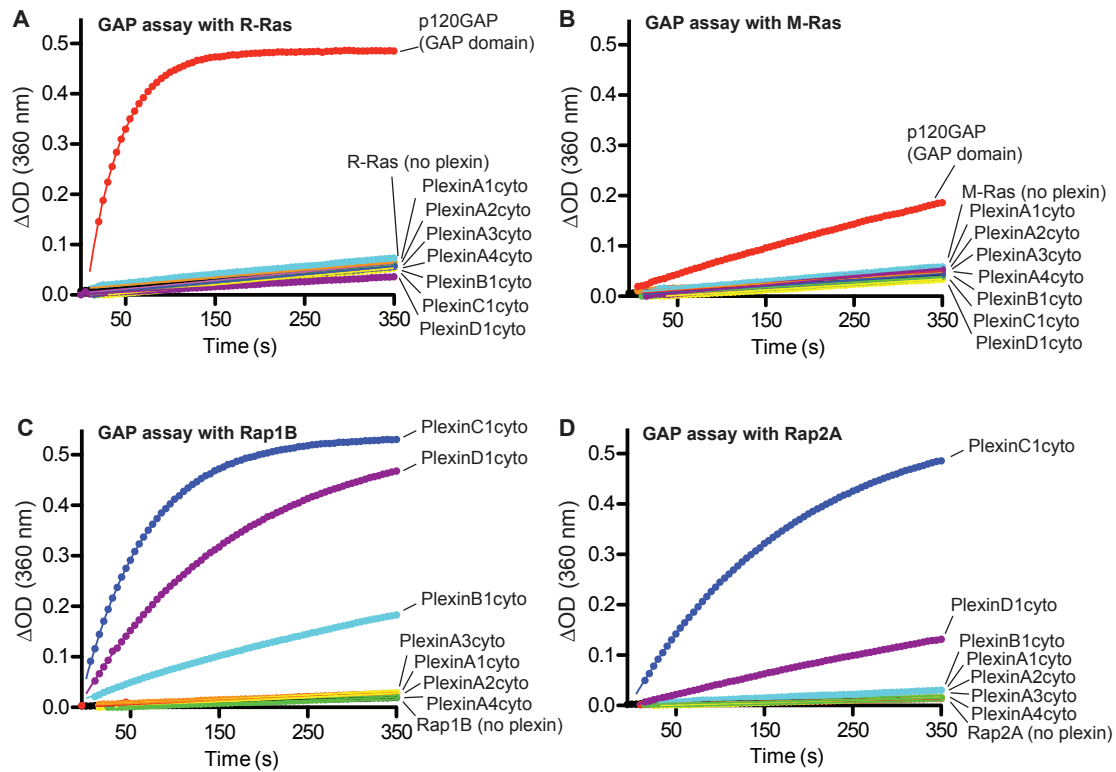 A
GAP assay with R-Ras
p120GAP
(GAP domain)
0.5
0.4
0.3
0.2
0.1
0.0
ΔOD (360 nm)
R-Ras (no plexin)
PlexinA1cyto
PlexinA2cyto
PlexinA3cyto
PlexinA4cyto
PlexinB1cyto
PlexinC1cyto
PlexinD1cyto
50 150 250 350
Time (s)
B
GAP assay with M-Ras
0.5
0.4
0.3
0.2
0.1
0.0
ΔOD (360 nm)
p120GAP
(GAP domain)
M-Ras (no plexin)
PlexinA1cyto
PlexinA2cyto
PlexinA3cyto
PlexinA4cyto
PlexinB1cyto
PlexinC1cyto
PlexinD1cyto
50 150 250 350
Time (s)
C
GAP assay with Rap1B
PlexinC1cyto
PlexinD1cyto
0.5
0.4
0.3
0.2
0.1
0.0
ΔOD (360 nm)
PlexinB1cyto
PlexinA3cyto
PlexinA1cyto
PlexinA2cyto
PlexinA4cyto
Rap1B (no plexin)
50 150 250 350
Time (s)
D
GAP assay with Rap2A
PlexinC1cyto
0.5
0.4
0.3
0.2
0.1
0.0
ΔOD (360 nm)
PlexinD1cyto
PlexinB1cyto
PlexinA1cyto
PlexinA2cyto
PlexinA3cyto
PlexinA4cyto
Rap2A (no plexin)
50 150 250 350
Time (s)